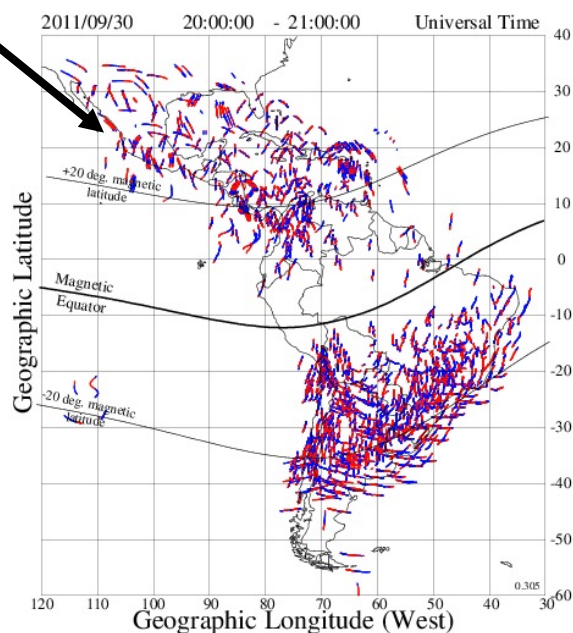 2011/09/30 20:00:00 - 21:00:00 Universal Time
40
30
20
10
0
-10
-20
-30
-40
-50
-60
Geographic Latitude
+20 deg. magnetic
latitude
Magnetic
Equator
-20 deg. magnetic
latitude
0.305
120 110 100 90 80 70 60 50 40 30
Geographic Longitude (West)